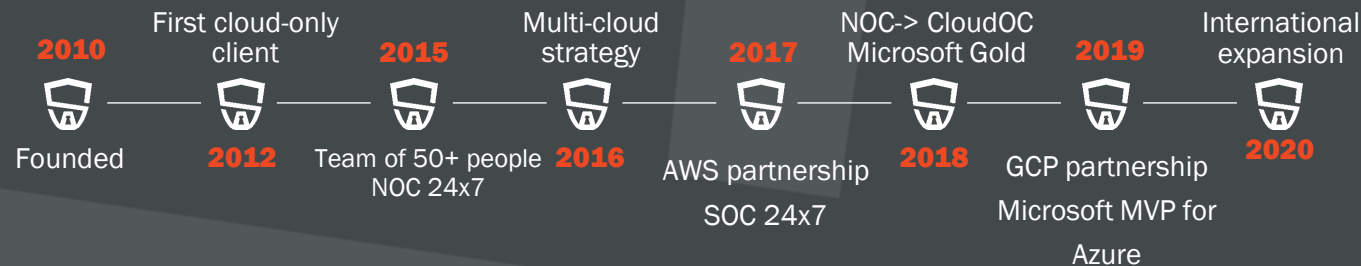 2010
Founded
First cloud-only
client
2012
2015
Team of 50+ people
NOC 24x7
Multi-cloud
strategy
2016
2017
AWS partnership
SOC 24x7
NOC-> CloudOC
Microsoft Gold
2018
2019
GCP partnership
Microsoft MVP for
Azure
International
expansion
2020